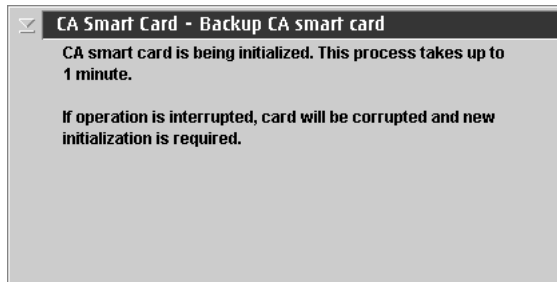 CA Smart Card - Backup CA smart card
CA smart card is being initialized. This process takes up to
1 minute.
If operation is interrupted, card will be corrupted and new
initialization is required.